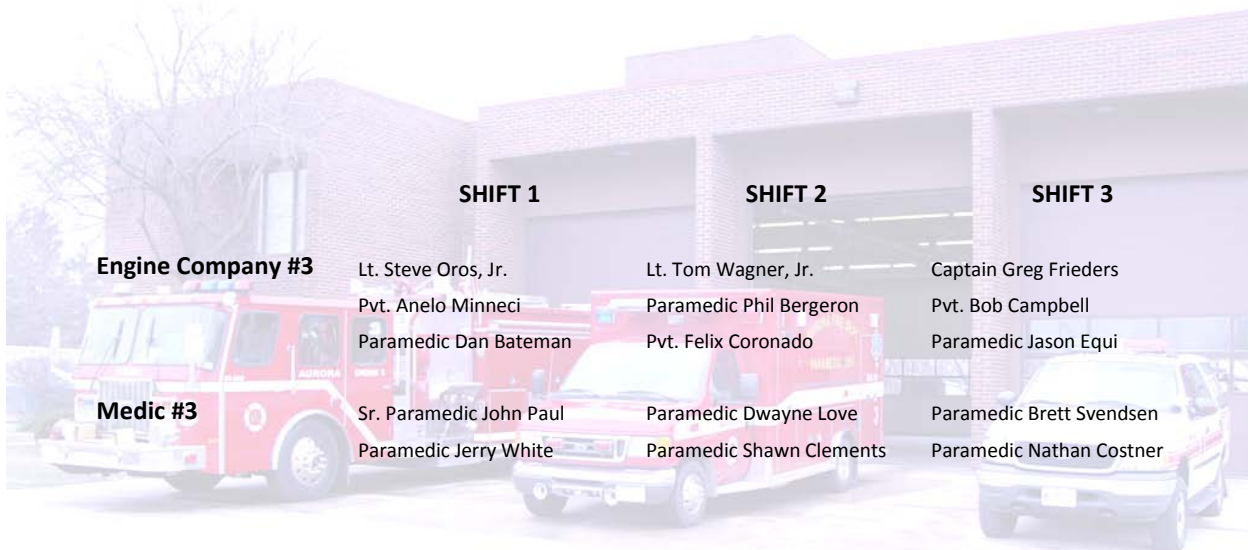 SHIFT 1 SHIFT 2 SHIFT 3
Engine Company #3 Lt. Steve Oros, Jr. Lt. Tom Wagner, Jr. Captain Greg Frieders
Pvt. Anelo Minneci Paramedic Phil Bergeron Pvt. Bob Campbell
Paramedic Dan Bateman Pvt. Felix Coronado Paramedic Jason Equi
AURORA ENGINE 3
Medic #3 Sr. Paramedic John Paul Paramedic Dwayne Love Paramedic Brett Svendsen
Paramedic Jerry White Paramedic Shawn Clements Paramedic Nathan Costner